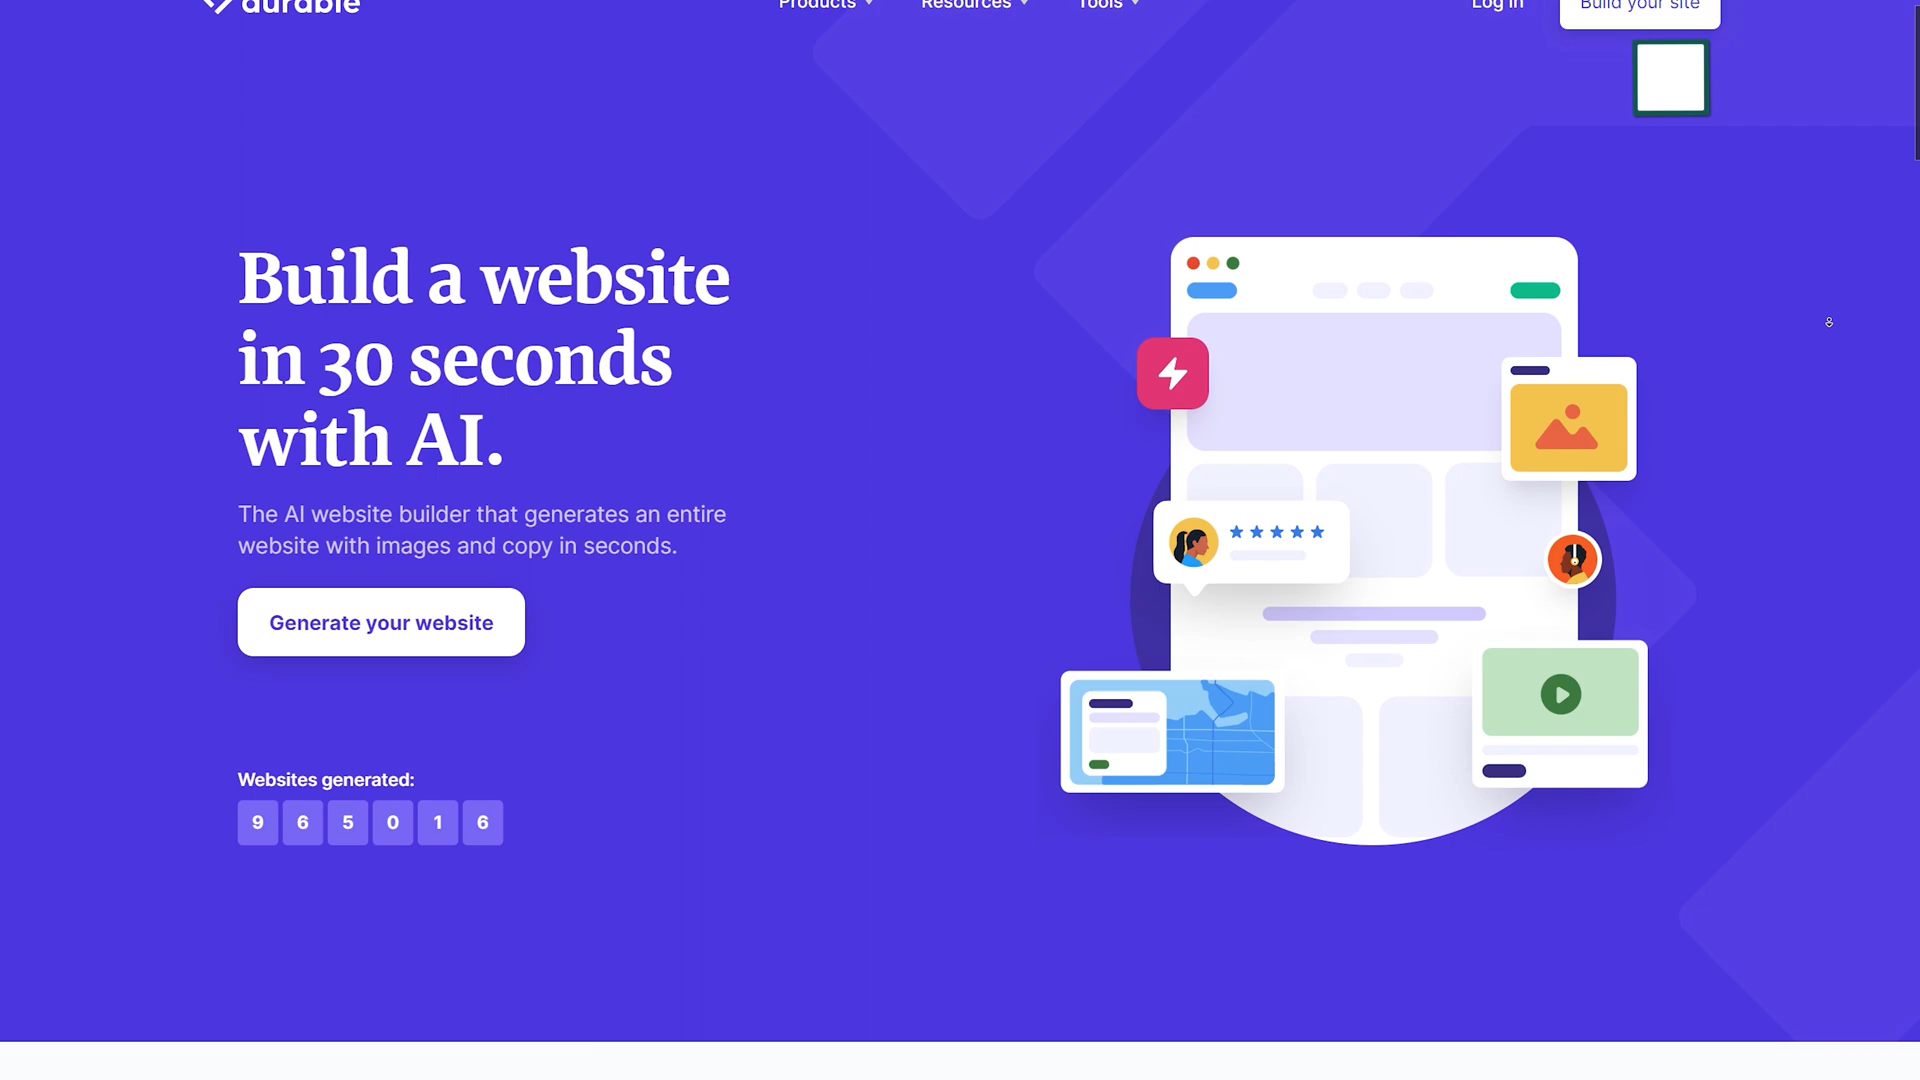 durable
Products
Resources
Tools
Log in
Build your site
Build a website
in 30 seconds
with AI.
The AI website builder that generates an entire
website with images and copy in seconds.
Generate your website
Websites generated:
9 6 5 0 1 6